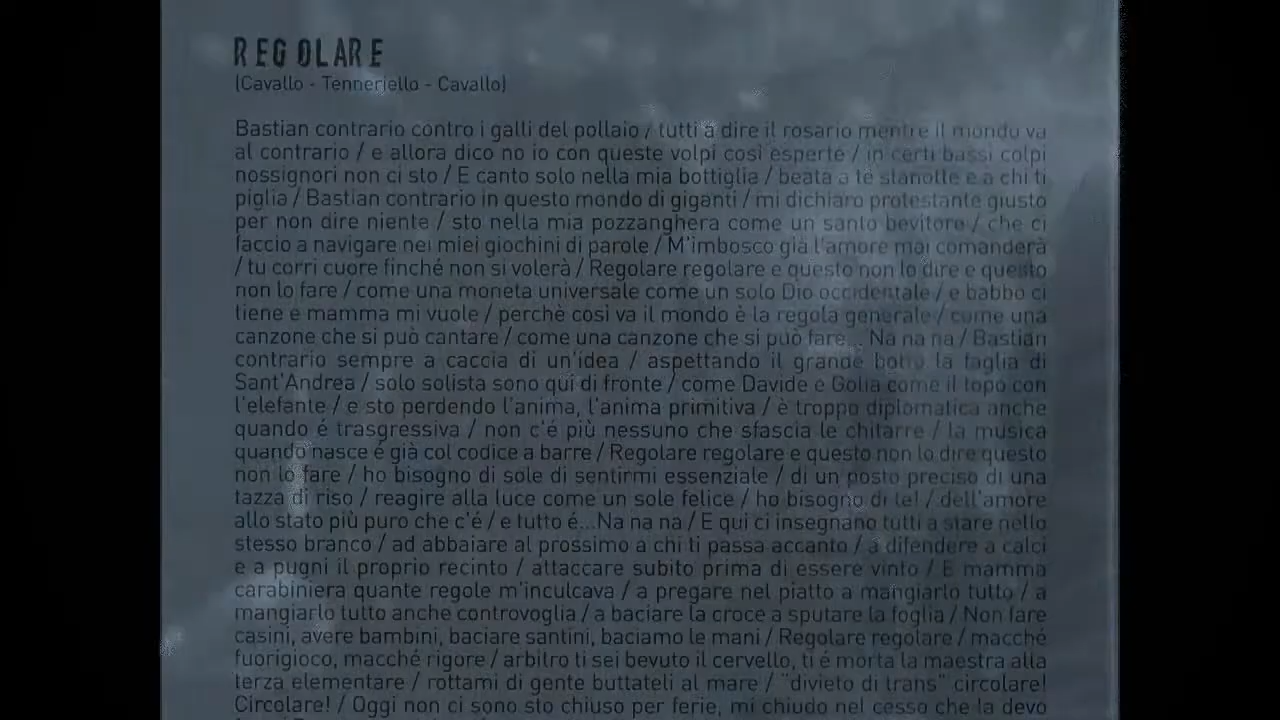 REGOLARE
(Cavallo - Tennerjello - Cavallo)
Bastian contrario contro i galli del pollaio / tutti a dire il rosario mentre il mondo va
al contrario / e allora dico no io con queste volpi così esperte / in certi bassi colpi
nossignori non ci sto / E canto solo nella mia bottiglia / beata a te stanotte e a chi ti
piglia / Bastian contrario in questo mondo di giganti / mi dichiaro protestante giusto
per non dire niente / sto nella mia pozzanghera come un santo bevitore / che ci
faccio a navigare nei miei giochini di parole / M'imbosco già l'amore mai comanderà
/ tu corri cuore finché non si volerà / Regolare regolare e questo non lo dire e questo
non lo fare / come una moneta universale come un solo Dio occidentale / e babbo ci
tiene e mamma mi vuole / perchè così va il mondo è la regola generale / come una
canzone che si può cantare / come una canzone che si può fare... Na na na / Bastian
contrario sempre a caccia di un'idea / aspettando il grande botto la faglia di
Sant'Andrea / solo solista sono qui di fronte / come Davide e Golia come il topo con
l'elefante / e sto perdendo l'anima, l'anima primitiva / è troppo diplomatica anche
quando é trasgressiva / non c'é più nessuno che sfascia le chitarre / la musica
quando nasce é già col codice a barre / Regolare regolare e questo non lo dire questo
non lo fare / ho bisogno di sole di sentirmi essenziale / di un posto preciso di una
tazza di riso / reagire alla luce come un sole felice / ho bisogno di te! / dell'amore
allo stato più puro che c'é / e tutto é...Na na na / E qui ci insegnano tutti a stare nello
stesso branco / ad abbaiare al prossimo a chi ti passa accanto / a difendere a calci
e a pugni il proprio recinto / attaccare subito prima di essere vinto / E mamma
carabiniera quante regole m'inculcava / a pregare nel piatto a mangiarlo tutto / a
mangiarlo tutto anche controvoglia / a baciare la croce a sputare la foglia / Non fare
casini, avere bambini, baciare santini, baciamo le mani / Regolare regolare / macché
fuorigioco, macché rigore / arbitro ti sei bevuto il cervello, ti é morta la maestra alla
terza elementare / rottami di gente buttateli al mare / "divieto di trans" circolare!
Circolare! / Oggi non ci sono sto chiuso per ferie, mi chiudo nel cesso che la devo